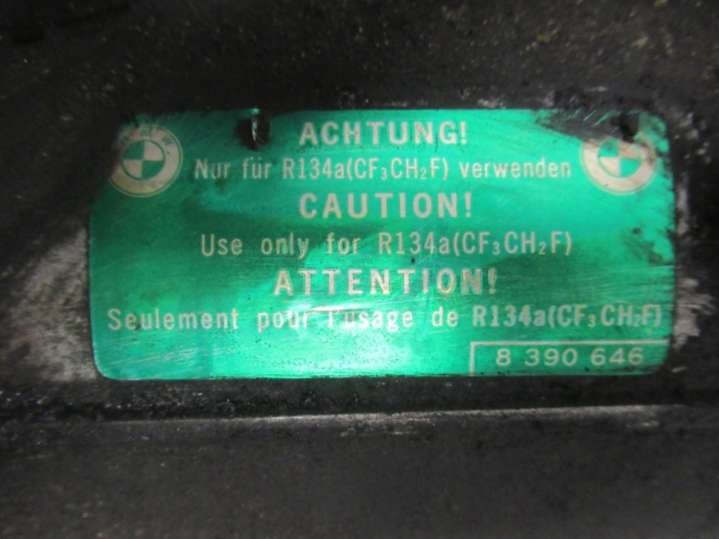 ACHTUNG!
Nur für R134a(CF₃CH₂F) verwenden
CAUTION!
Use only for R134a(CF₃CH₂F)
ATTENTION!
Seulement pour l'usage de R134a(CF₃CH₂F)
8 390 646